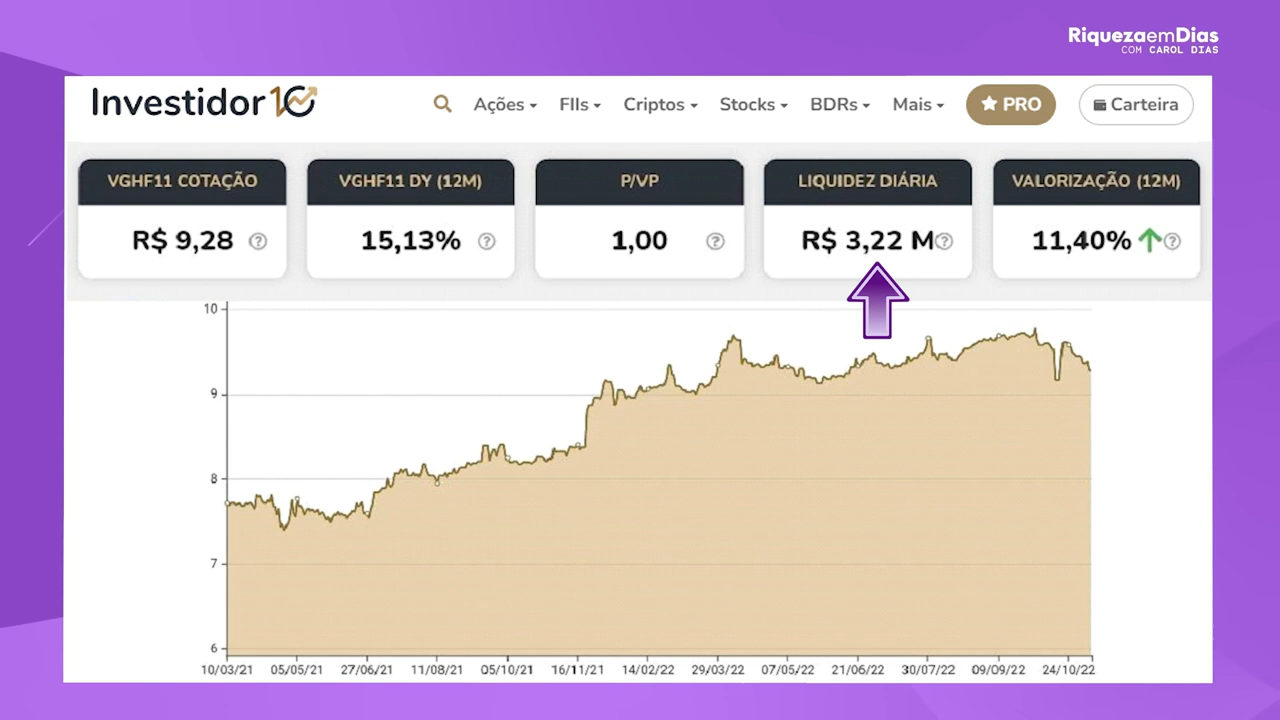 RiquezaemDias
COM CAROL DIAS
Investidor10
Ações
FIIs
Criptos
Stocks
BDRs
Mais
PRO
Carteira
VGHF11 COTAÇÃO
R$ 9,28 ?
VGHF11 DY (12M)
15,13% ?
P/VP
1,00 ?
LIQUIDEZ DIÁRIA
R$ 3,22 M ?
VALORIZAÇÃO (12M)
11,40% ?
10
9
8
7
6
10/03/21 05/05/21 27/06/21 11/08/21 05/10/21 16/11/21 14/02/22 29/03/22 07/05/22 21/06/22 30/07/22 09/09/22 24/10/22